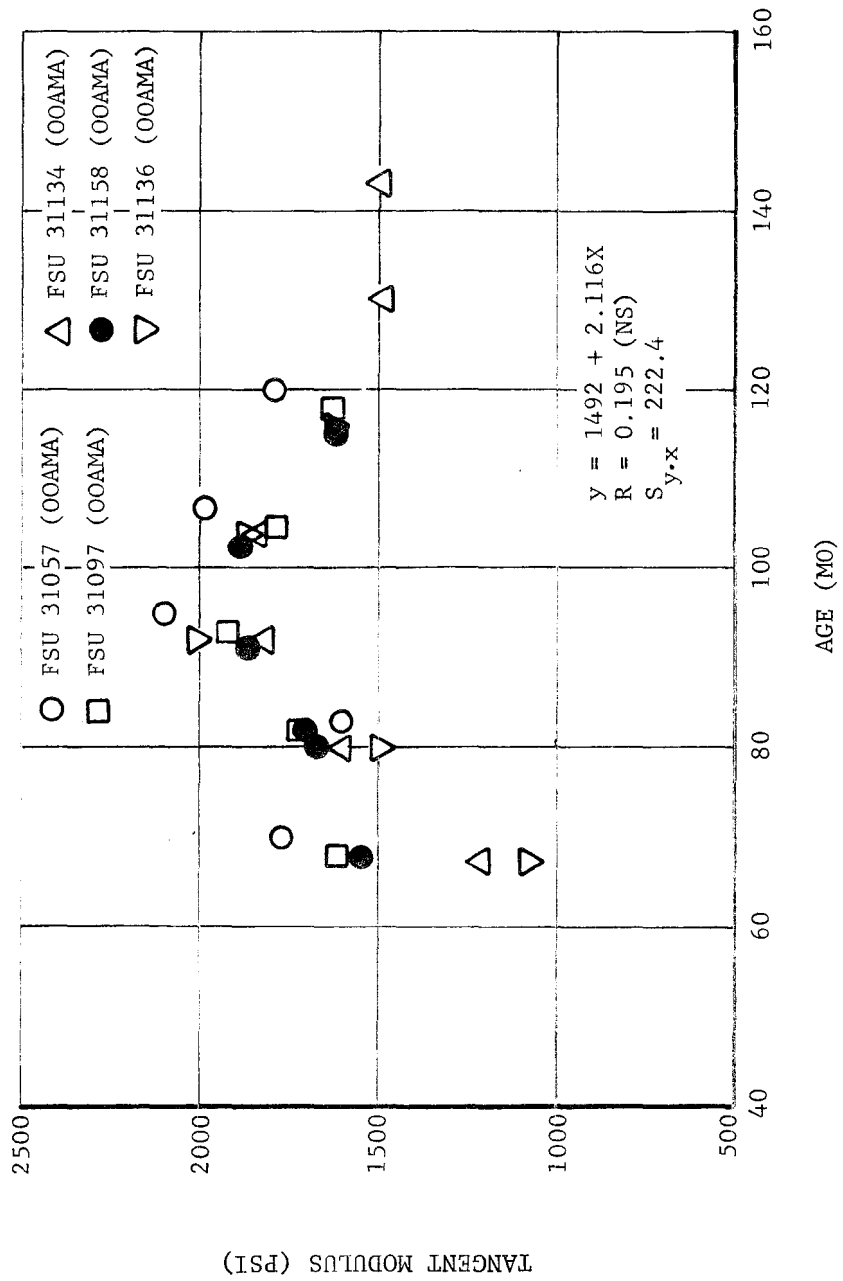 TANGENT MODULUS (PSI)
2500
2000
1500
1000
500
FSU 31057 (OOAMA)
FSU 31097 (OOAMA)
FSU 31134 (OOAMA)
FSU 31158 (OOAMA)
FSU 31136 (OOAMA)
y = 1492 + 2.116X
R = 0.195 (NS)
Sy·x = 222.4
40
60
80
100
120
140
160
AGE (MO)